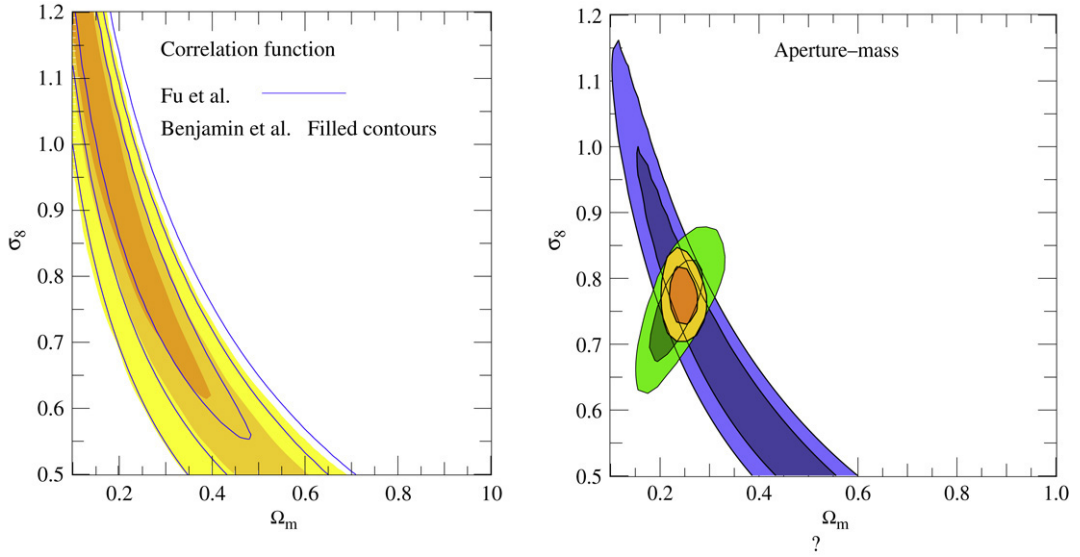 1.2
1.1
1.0
0.9
0.8
0.7
0.6
0.5
σ8
Correlation function
Fu et al.
Benjamin et al. Filled contours
0.2 0.4 0.6 0.8 10
Ωm
1.2
1.1
1.0
0.9
0.8
0.7
0.6
0.5
σ8
Aperture–mass
0.2 0.4 0.6 0.8 1.0
Ωm
?